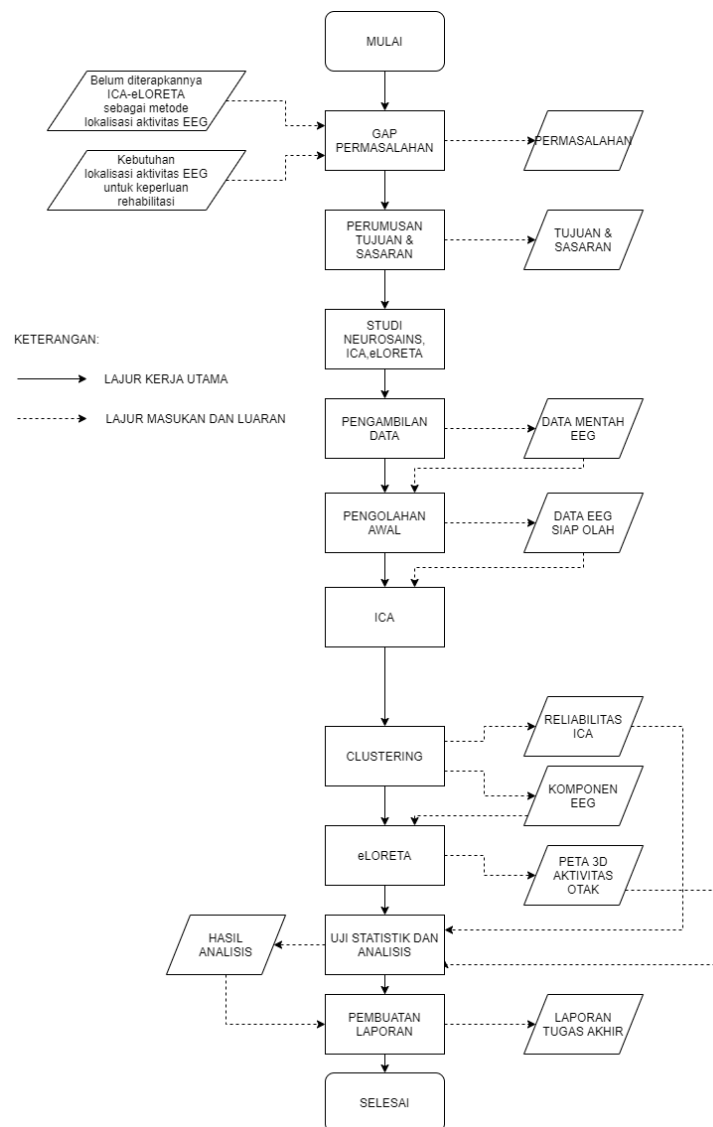 MULAI
Belum diterapkannya
ICA-eLORETA
sebagai metode
lokalisasi aktivitas EEG
GAP
PERMASALAHAN
PERMASALAHAN
Kebutuhan
lokalisasi aktivitas EEG
untuk keperluan
rehabilitasi
PERUMUSAN
TUJUAN &
SASARAN
TUJUAN &
SASARAN
STUDI
NEUROSAINS,
ICA,eLORETA
KETERANGAN:
LAJUR KERJA UTAMA
LAJUR MASUKAN DAN LUARAN
PENGAMBILAN
DATA
DATA MENTAH
EEG
PENGOLAHAN
AWAL
DATA EEG
SIAP OLAH
ICA
CLUSTERING
RELIABILITAS
ICA
KOMPONEN
EEG
eLORETA
PETA 3D
AKTIVITAS
OTAK
HASIL
ANALISIS
UJI STATISTIK DAN
ANALISIS
PEMBUATAN
LAPORAN
LAPORAN
TUGAS AKHIR
SELESAI